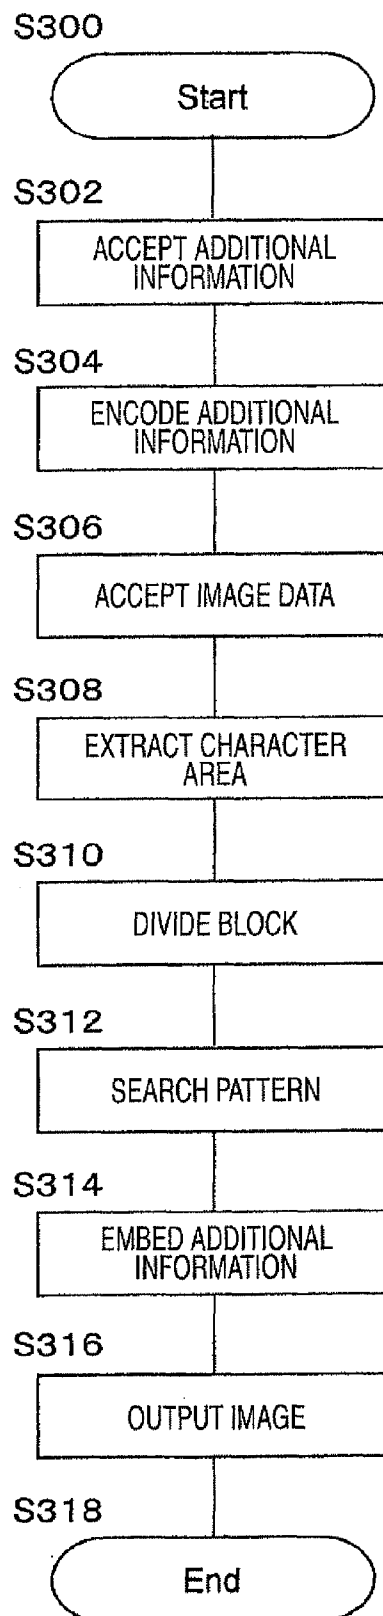 S300
Start
S302
ACCEPT ADDITIONAL
INFORMATION
S304
ENCODE ADDITIONAL
INFORMATION
S306
ACCEPT IMAGE DATA
S308
EXTRACT CHARACTER
AREA
S310
DIVIDE BLOCK
S312
SEARCH PATTERN
S314
EMBED ADDITIONAL
INFORMATION
S316
OUTPUT IMAGE
S318
End